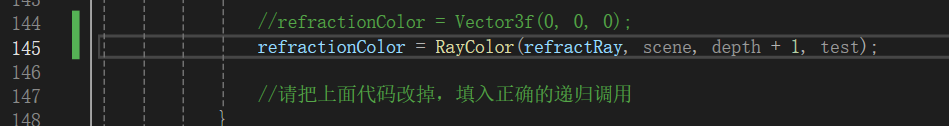 144 //refractionColor = Vector3f(0, 0, 0);
145 refractionColor = RayColor(refractRay, scene, depth + 1, test);
146
147 //请把上面代码改掉，填入正确的递归调用
148 }